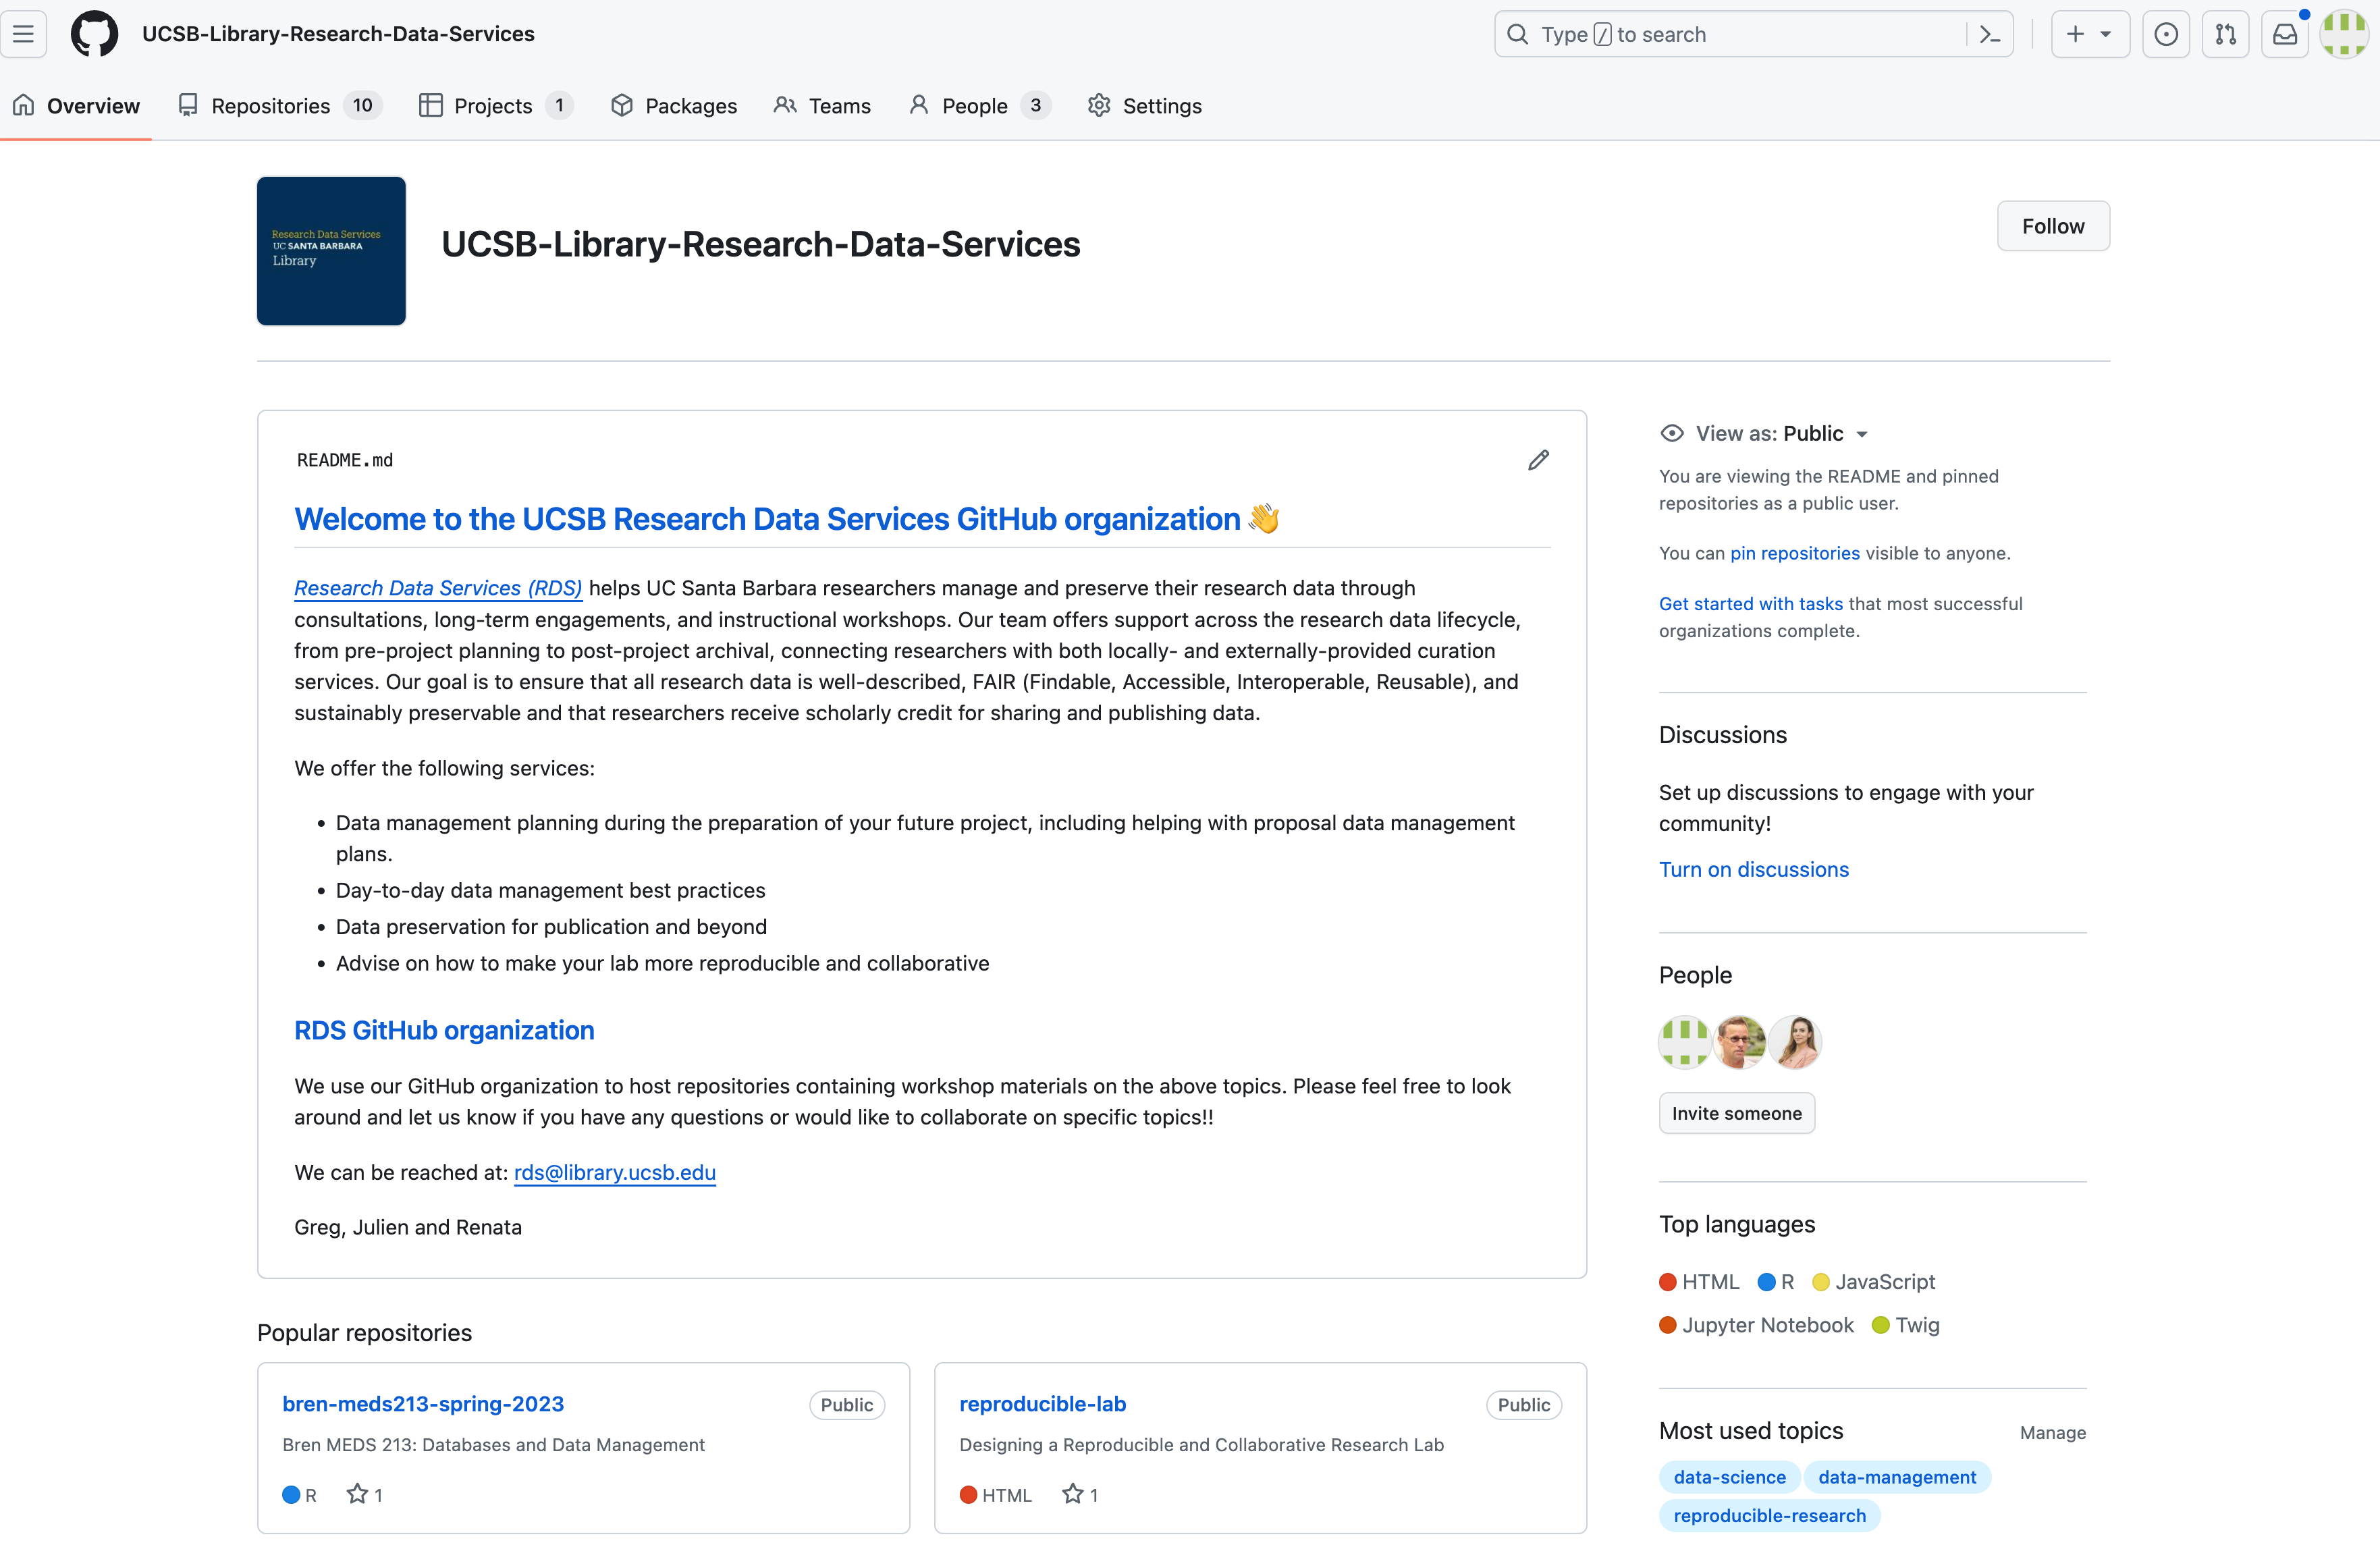 UCSB-Library-Research-Data-Services
Type / to search
Overview
Repositories 10
Projects 1
Packages
Teams
People 3
Settings
Research Data Services
UC SANTA BARBARA
Library
UCSB-Library-Research-Data-Services
Follow
README.md
Welcome to the UCSB Research Data Services GitHub organization 👋
Research Data Services (RDS) helps UC Santa Barbara researchers manage and preserve their research data through
consultations, long-term engagements, and instructional workshops. Our team offers support across the research data lifecycle,
from pre-project planning to post-project archival, connecting researchers with both locally- and externally-provided curation
services. Our goal is to ensure that all research data is well-described, FAIR (Findable, Accessible, Interoperable, Reusable), and
sustainably preservable and that researchers receive scholarly credit for sharing and publishing data.
We offer the following services:
• Data management planning during the preparation of your future project, including helping with proposal data management
plans.
• Day-to-day data management best practices
• Data preservation for publication and beyond
• Advise on how to make your lab more reproducible and collaborative
RDS GitHub organization
We use our GitHub organization to host repositories containing workshop materials on the above topics. Please feel free to look
around and let us know if you have any questions or would like to collaborate on specific topics!!
We can be reached at: rds@library.ucsb.edu
Greg, Julien and Renata
Popular repositories
bren-meds213-spring-2023
Public
Bren MEDS 213: Databases and Data Management
R 1
reproducible-lab
Public
Designing a Reproducible and Collaborative Research Lab
HTML 1
View as: Public
You are viewing the README and pinned
repositories as a public user.
You can pin repositories visible to anyone.
Get started with tasks that most successful
organizations complete.
Discussions
Set up discussions to engage with your
community!
Turn on discussions
People
Invite someone
Top languages
HTML R JavaScript
Jupyter Notebook Twig
Most used topics
Manage
data-science data-management
reproducible-research